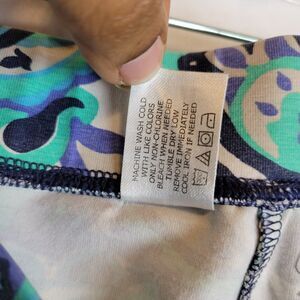 MACHINE WASH COLD
WITH LIKE COLORS
ONLY NON-CHLORINE
BLEACH WHEN NEEDED
TUMBLE DRY LOW
REMOVE IMMEDIATELY
COOL IRON IF NEEDED